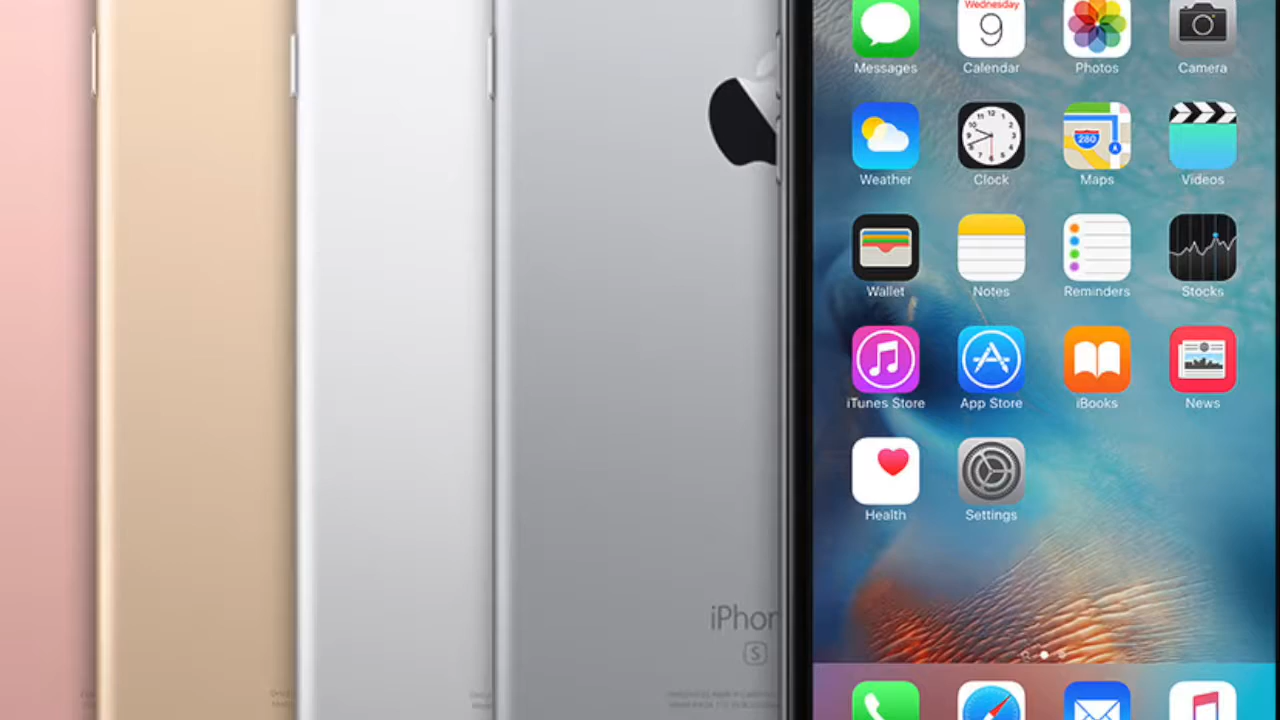 Wednesday
9
Messages Calendar Photos Camera
280
Weather Clock Maps Videos
Wallet Notes Reminders Stocks
iTunes Store App Store iBooks News
Health Settings
iPhon
S